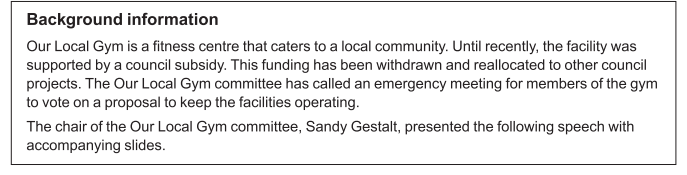 Background information
Our Local Gym is a fitness centre that caters to a local community. Until recently, the facility was
supported by a council subsidy. This funding has been withdrawn and reallocated to other council
projects. The Our Local Gym committee has called an emergency meeting for members of the gym
to vote on a proposal to keep the facilities operating.
The chair of the Our Local Gym committee, Sandy Gestalt, presented the following speech with
accompanying slides.